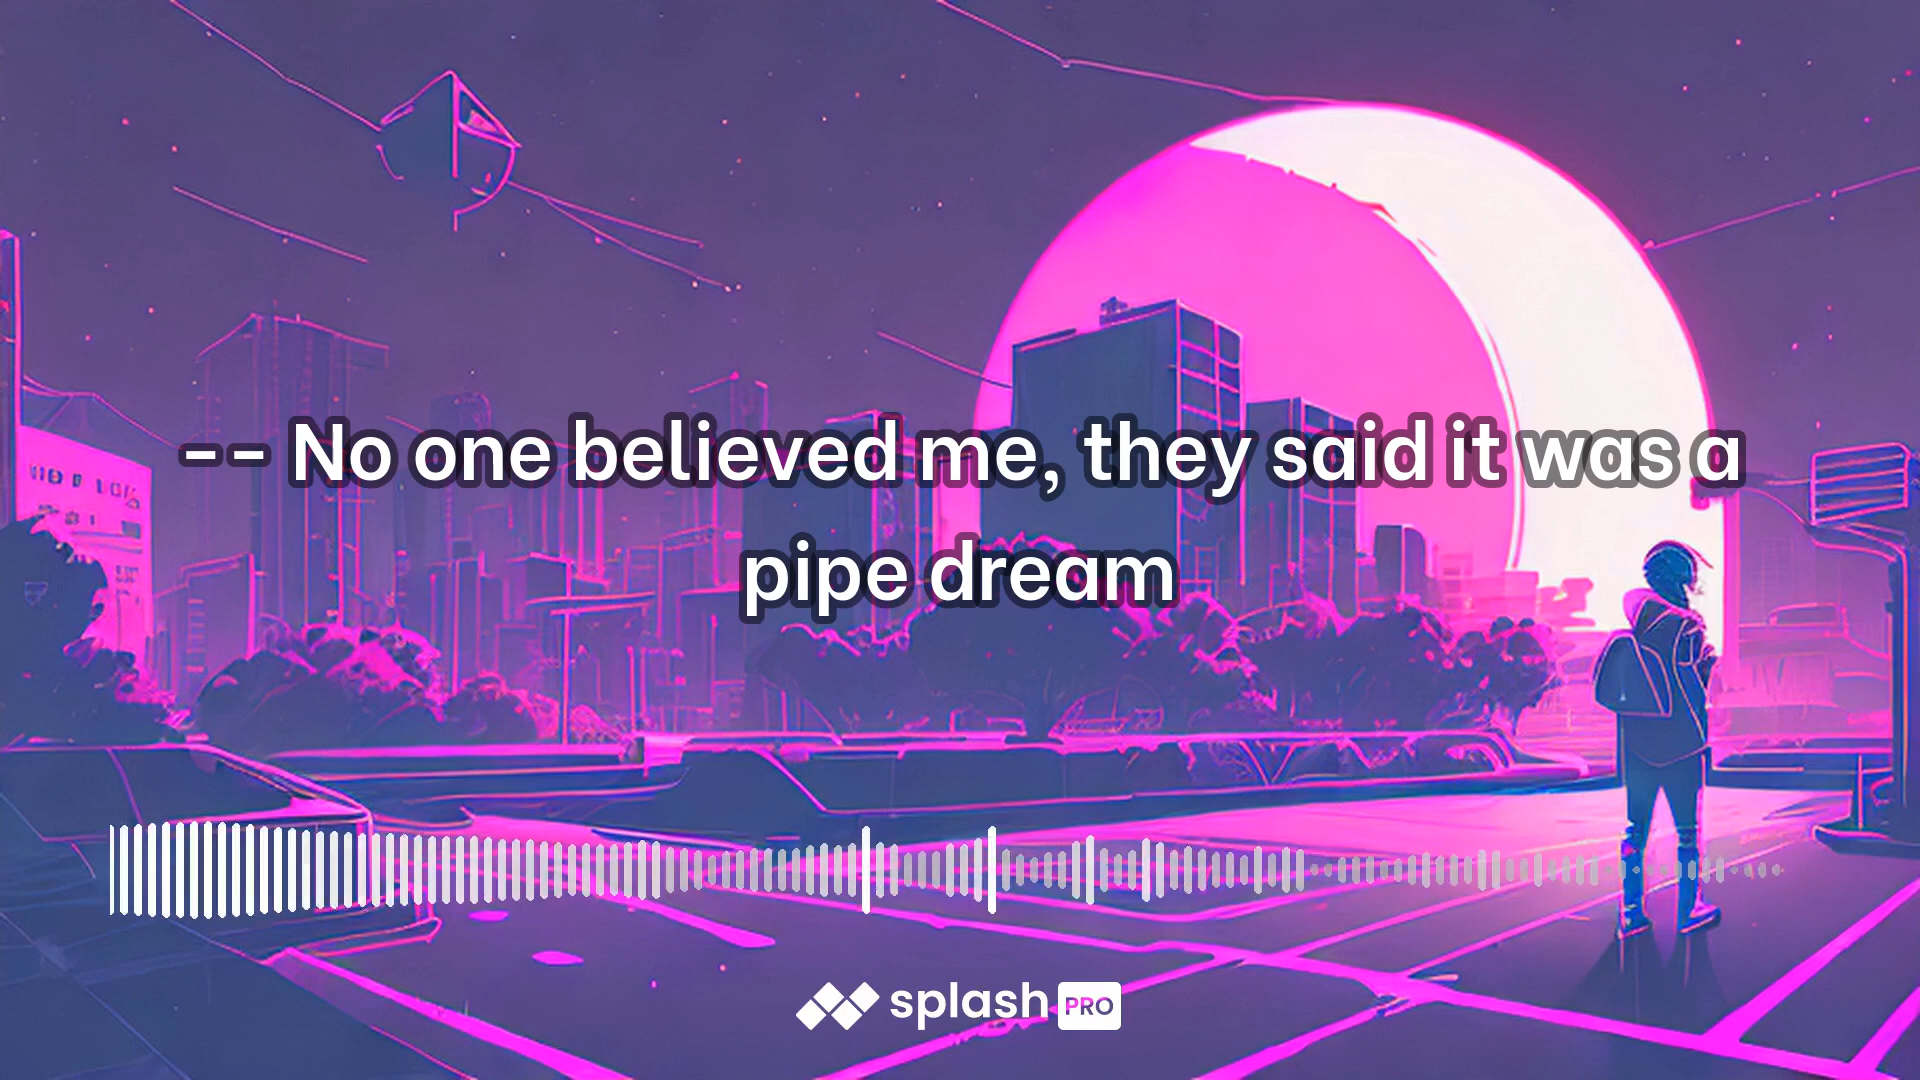 -- No one believed me, they said it was a
pipe dream
splash PRO